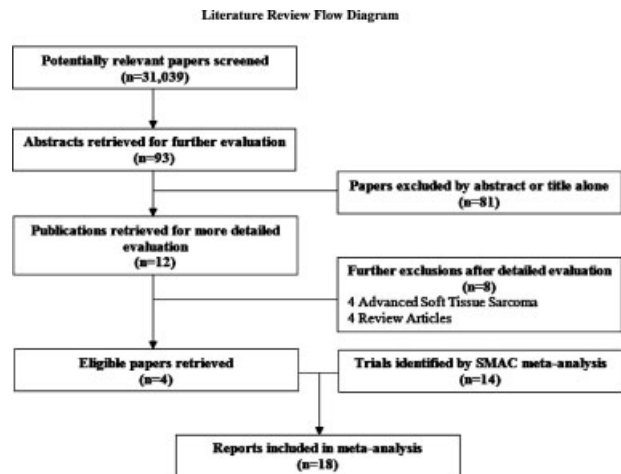 Literature Review Flow Diagram
Potentially relevant papers screened
(n=31,039)
Abstracts retrieved for further evaluation
(n=93)
Papers excluded by abstract or title alone
(n=81)
Publications retrieved for more detailed
evaluation
(n=12)
Further exclusions after detailed evaluation
(n=8)
4 Advanced Soft Tissue Sarcoma
4 Review Articles
Eligible papers retrieved
(n=4)
Trials identified by SMAC meta-analysis
(n=14)
Reports included in meta-analysis
(n=18)